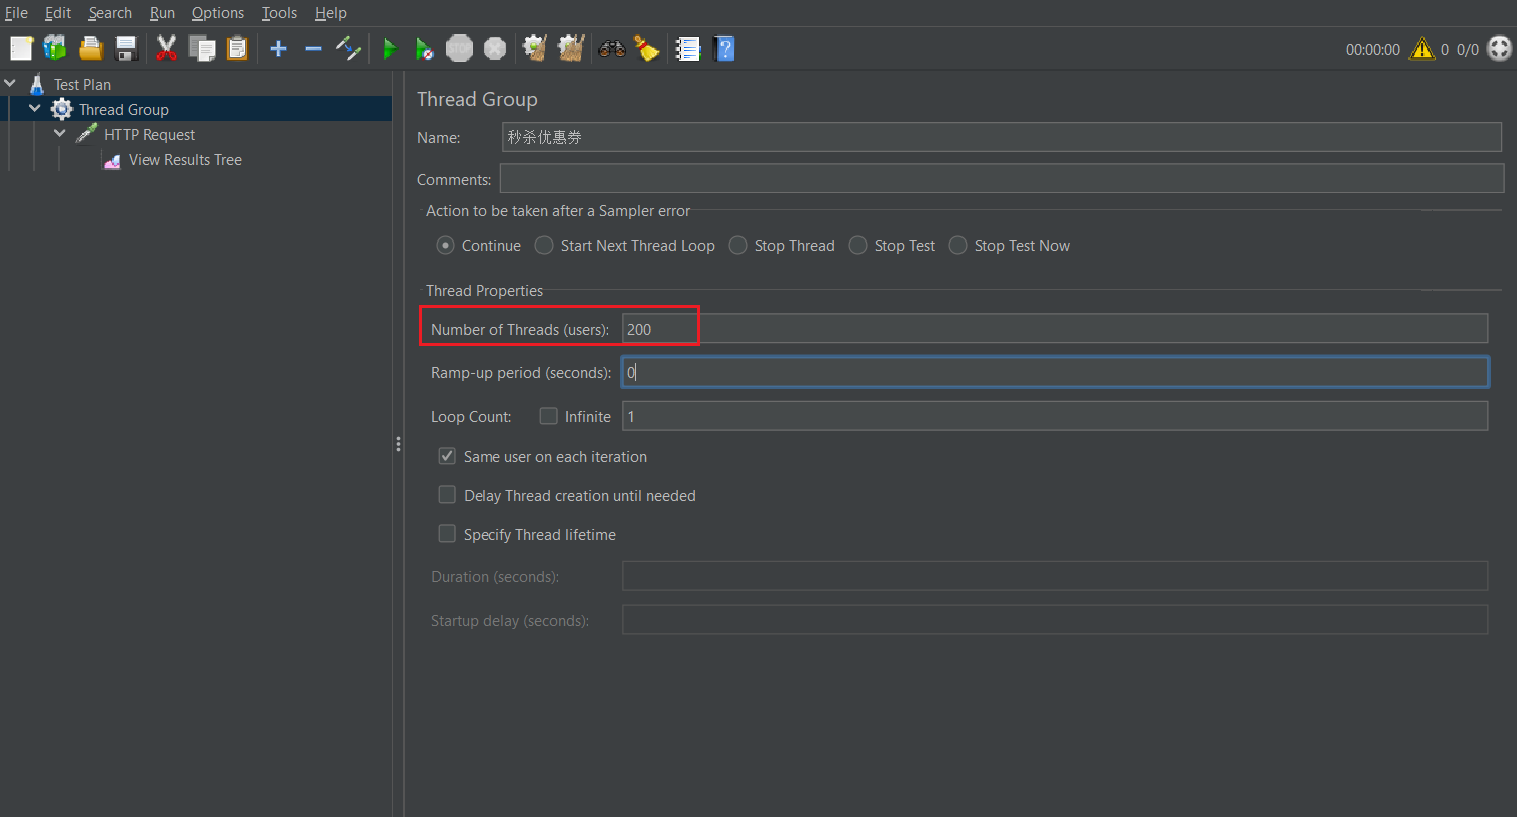 File Edit Search Run Options Tools Help
STOP
00:00:00 0 0/0
Test Plan
Thread Group
HTTP Request
View Results Tree
Thread Group
Name: 秒杀优惠券
Comments:
Action to be taken after a Sampler error
Continue Start Next Thread Loop Stop Thread Stop Test Stop Test Now
Thread Properties
Number of Threads (users): 200
Ramp-up period (seconds): 0
Loop Count: Infinite 1
Same user on each iteration
Delay Thread creation until needed
Specify Thread lifetime
Duration (seconds):
Startup delay (seconds):